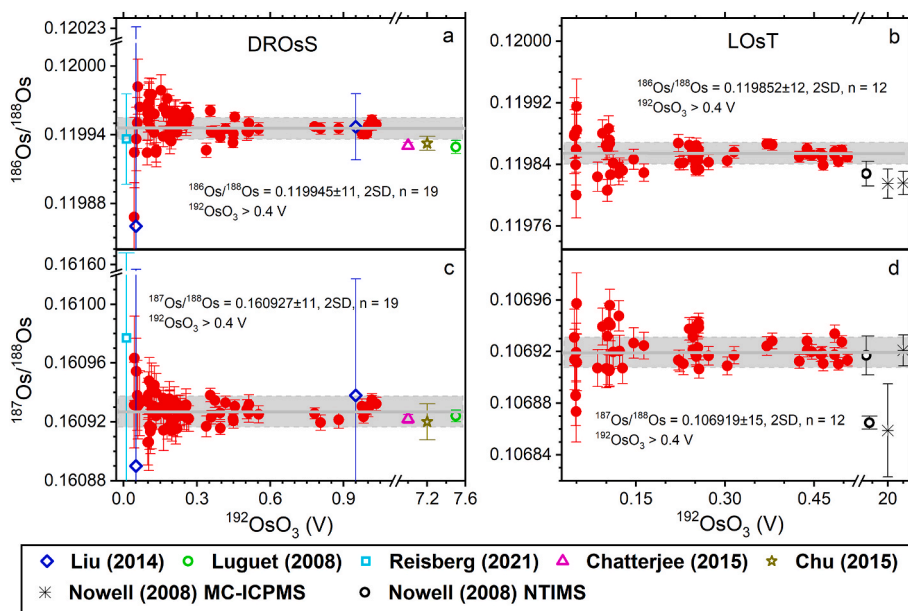 0.12023
DROsS
a
0.12000
0.11994
0.11988
¹⁸⁶Os/¹⁸⁸Os
¹⁸⁶Os/¹⁸⁸Os = 0.119945±11, 2SD, n = 19
¹⁹²OsO₃ > 0.4 V
LOsT
b
0.12000
0.11992
0.11984
0.11976
¹⁸⁶Os/¹⁸⁸Os
¹⁸⁶Os/¹⁸⁸Os = 0.119852±12, 2SD, n = 12
¹⁹²OsO₃ > 0.4 V
0.16160
c
0.16100
0.16096
0.16092
0.16088
¹⁸⁷Os/¹⁸⁸Os
¹⁸⁷Os/¹⁸⁸Os = 0.160927±11, 2SD, n = 19
¹⁹²OsO₃ > 0.4 V
0.0 0.3 0.6 0.9 7.2 7.6
¹⁹²OsO₃ (V)
d
0.10696
0.10692
0.10688
0.10684
¹⁸⁷Os/¹⁸⁸Os
¹⁸⁷Os/¹⁸⁸Os = 0.106919±15, 2SD, n = 12
¹⁹²OsO₃ > 0.4 V
0.15 0.30 0.45 20
¹⁹²OsO₃ (V)
Liu (2014) Luguet (2008) Reisberg (2021) Chatterjee (2015) Chu (2015)
Nowell (2008) MC-ICPMS Nowell (2008) NTIMS